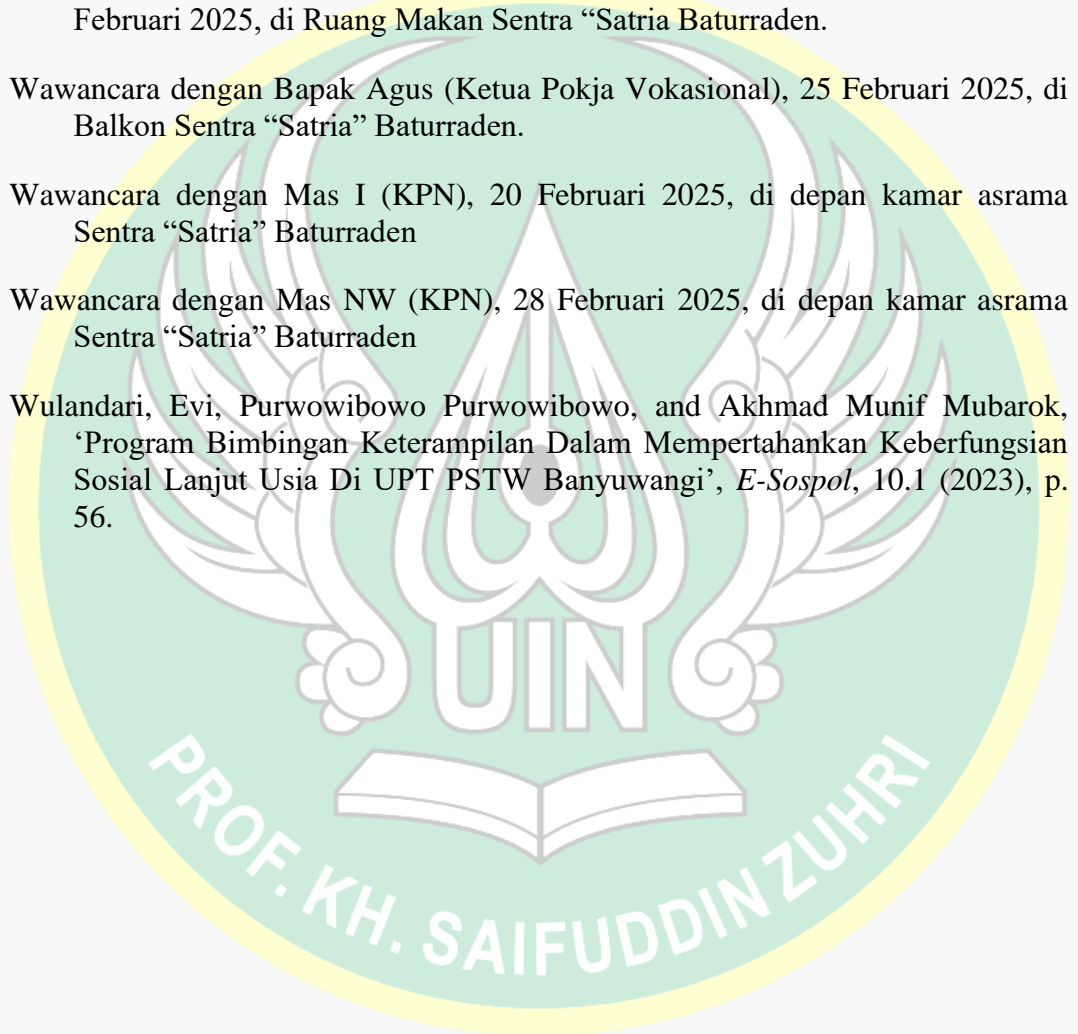 Februari 2025, di Ruang Makan Sentra “Satria Baturraden.
Wawancara dengan Bapak Agus (Ketua Pokja Vokasional), 25 Februari 2025, di
Balkon Sentra “Satria” Baturraden.
Wawancara dengan Mas I (KPN), 20 Februari 2025, di depan kamar asrama
Sentra “Satria” Baturraden
Wawancara dengan Mas NW (KPN), 28 Februari 2025, di depan kamar asrama
Sentra “Satria” Baturraden
Wulandari, Evi, Purwowibowo Purwowibowo, and Akhmad Munif Mubarok,
‘Program Bimbingan Keterampilan Dalam Mempertahankan Keberfungsian
Sosial Lanjut Usia Di UPT PSTW Banyuwangi’, E-Sospol, 10.1 (2023), p.
56.
UIN
PROF. KH. SAIFUDDIN ZUHRI